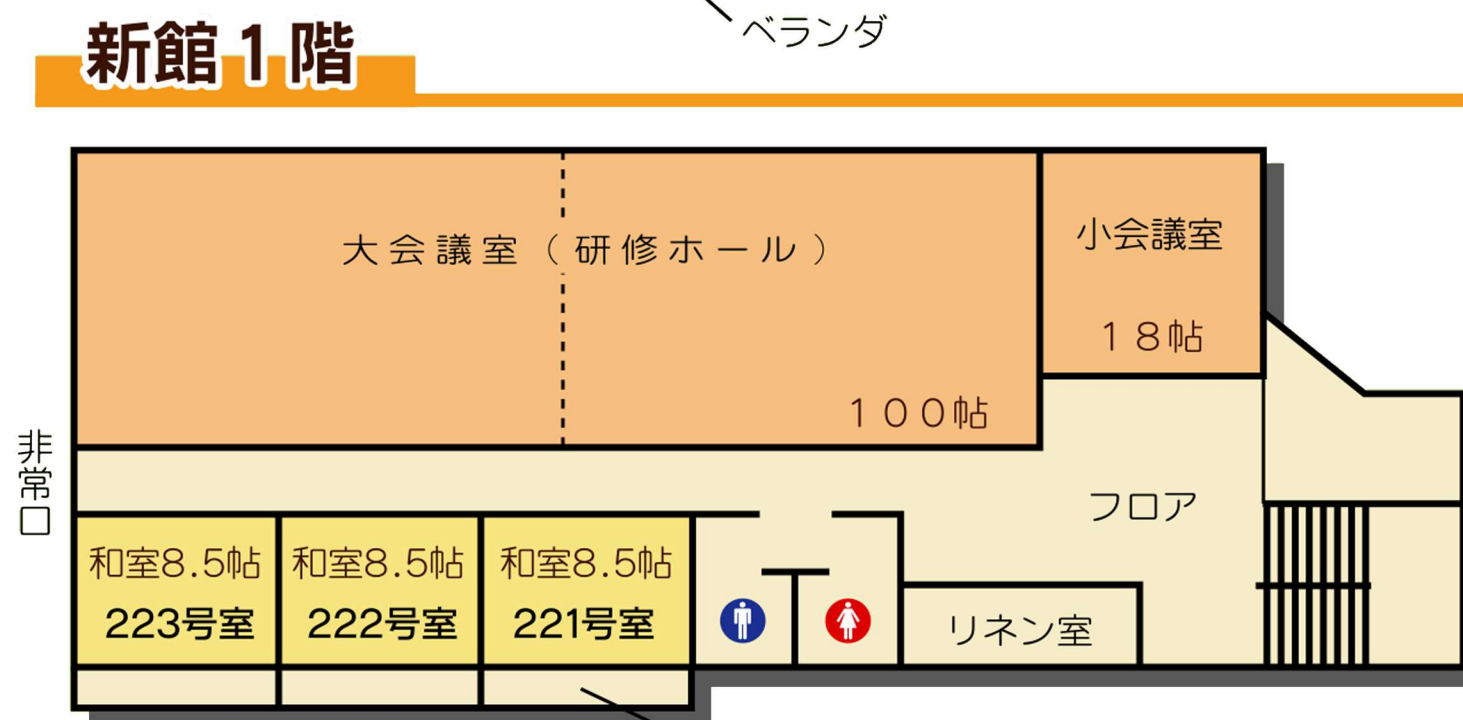 ベランダ
新館1階
大会議室（研修ホール）
100帖
小会議室
18帖
非常口
フロア
和室8.5帖
223号室
和室8.5帖
222号室
和室8.5帖
221号室
リネン室